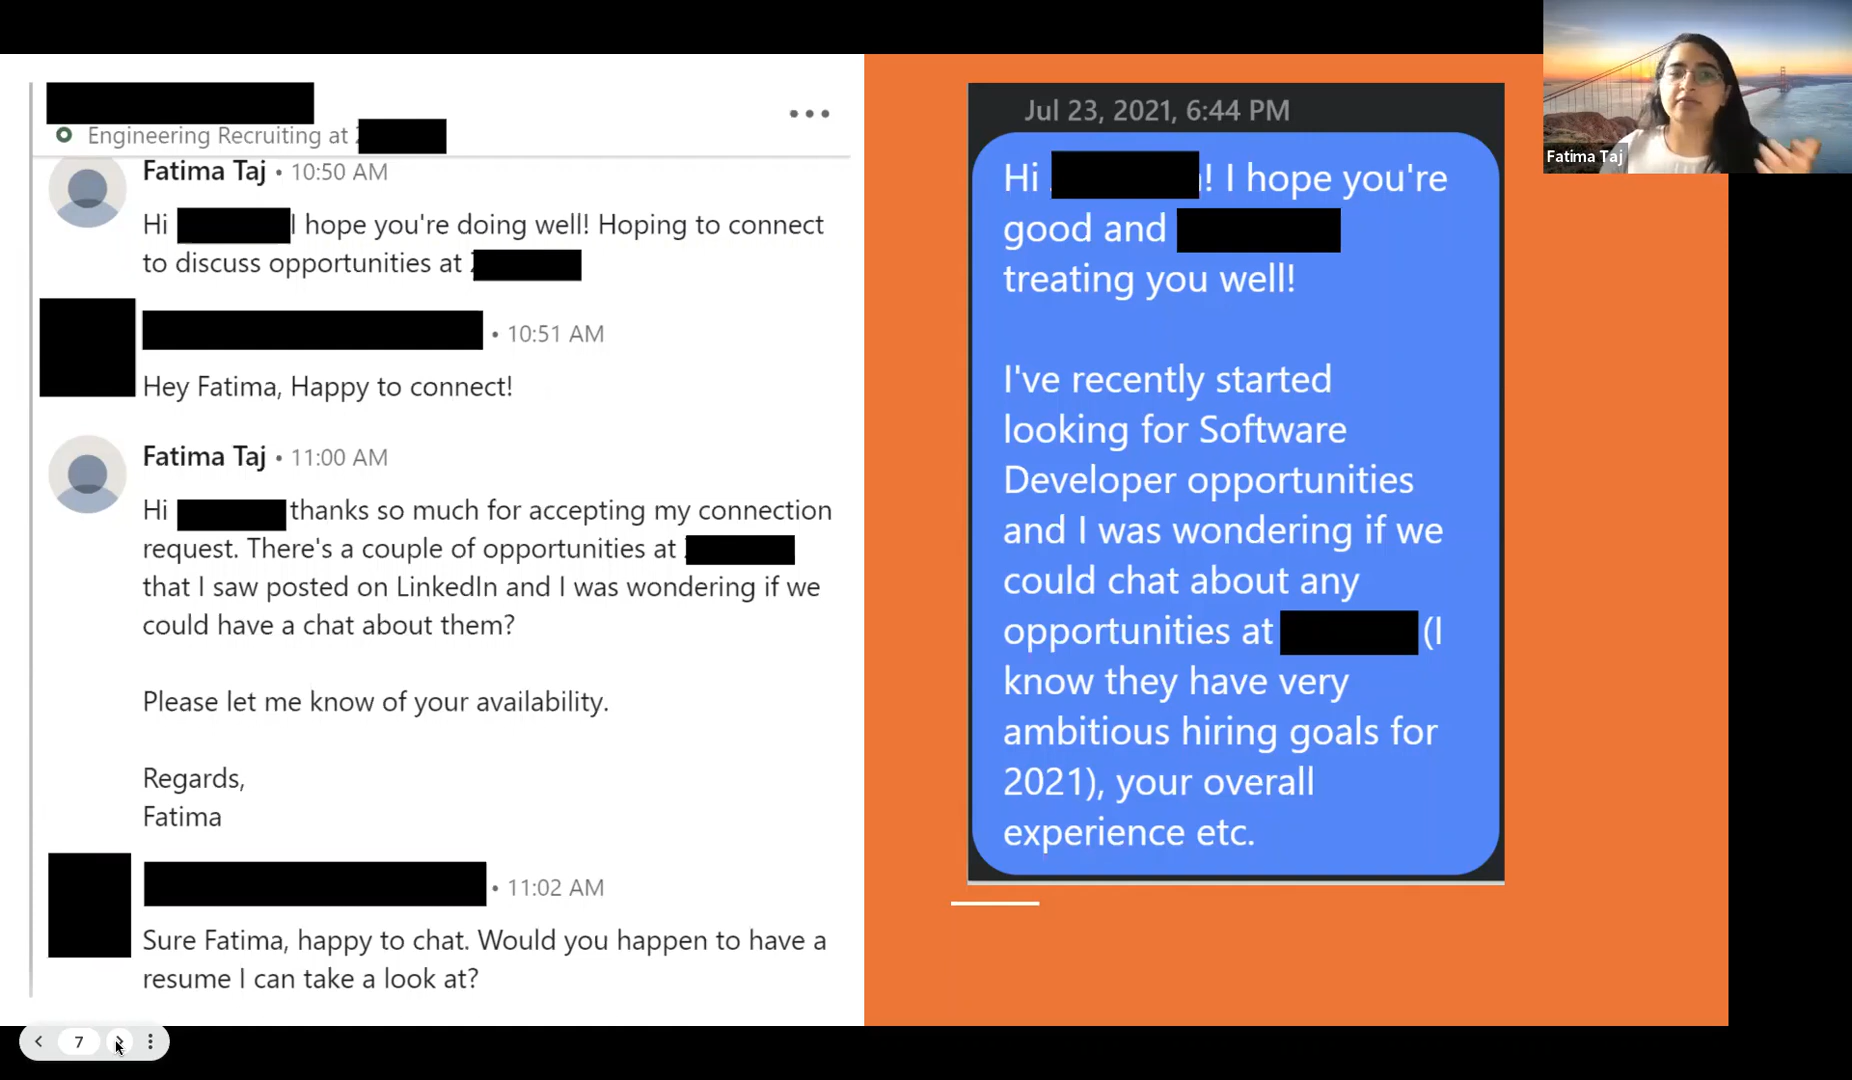 Engineering Recruiting at
Fatima Taj • 10:50 AM
Hi I hope you're doing well! Hoping to connect
to discuss opportunities at
• 10:51 AM
Hey Fatima, Happy to connect!
Fatima Taj • 11:00 AM
Hi thanks so much for accepting my connection
request. There's a couple of opportunities at
that I saw posted on LinkedIn and I was wondering if we
could have a chat about them?
Please let me know of your availability.
Regards,
Fatima
• 11:02 AM
Sure Fatima, happy to chat. Would you happen to have a
resume I can take a look at?
7
Jul 23, 2021, 6:44 PM
Hi ! I hope you're
good and
treating you well!
I've recently started
looking for Software
Developer opportunities
and I was wondering if we
could chat about any
opportunities at (I
know they have very
ambitious hiring goals for
2021), your overall
experience etc.
Fatima Taj